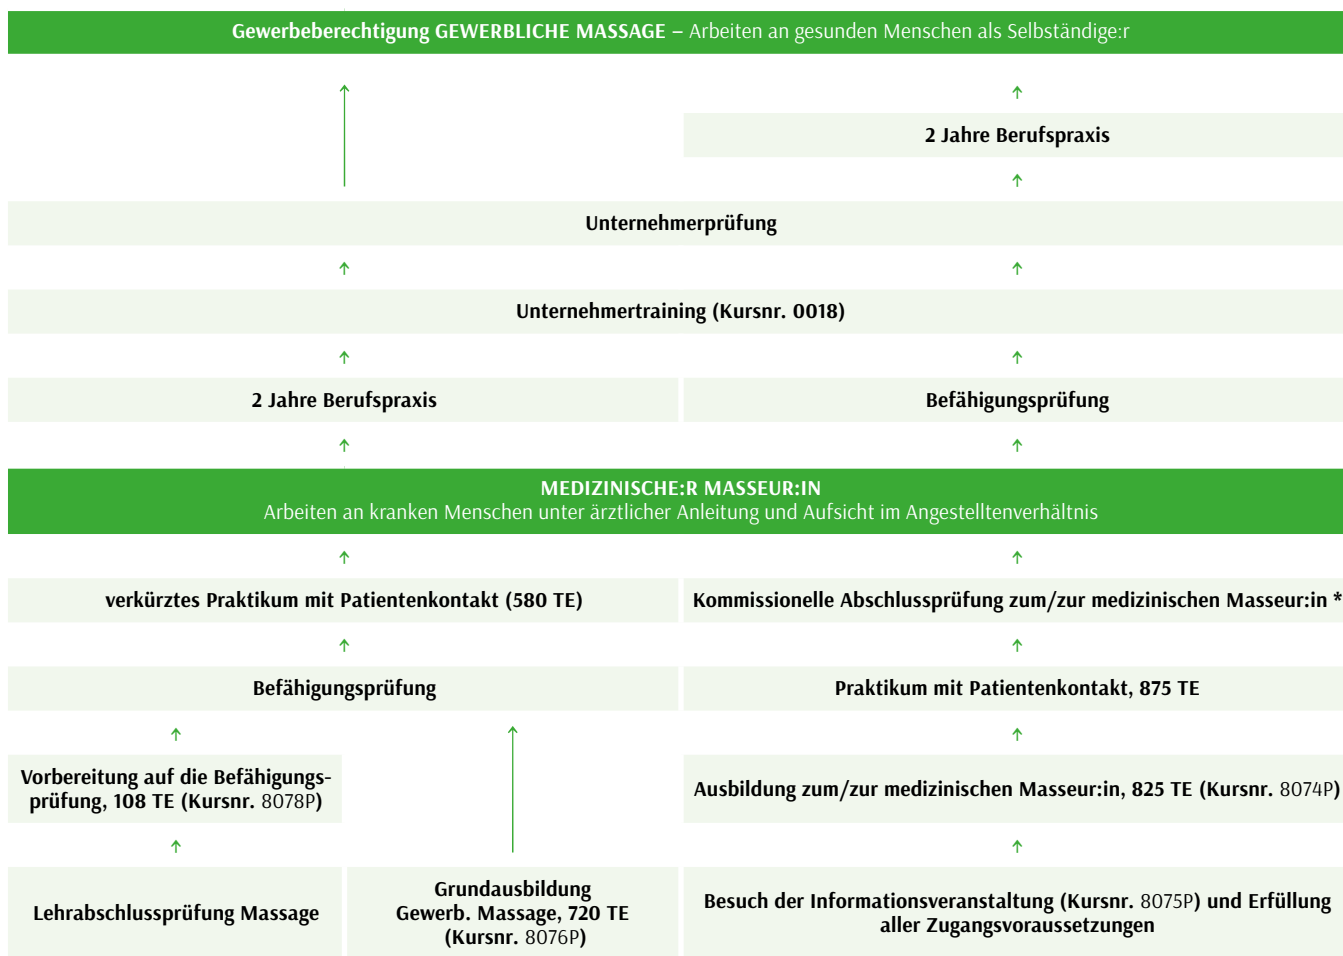 Gewerbeberechtigung GEWERBLICHE MASSAGE – Arbeiten an gesunden Menschen als Selbständige:r
2 Jahre Berufspraxis
Unternehmerprüfung
Unternehmertraining (Kursnr. 0018)
2 Jahre Berufspraxis
Befähigungsprüfung
MEDIZINISCHE:R MASSEUR:IN
Arbeiten an kranken Menschen unter ärztlicher Anleitung und Aufsicht im Angestelltenverhältnis
verkürztes Praktikum mit Patientenkontakt (580 TE)
Kommissionelle Abschlussprüfung zum/zur medizinischen Masseur:in *
Befähigungsprüfung
Praktikum mit Patientenkontakt, 875 TE
Vorbereitung auf die Befähigungs-
prüfung, 108 TE (Kursnr. 8078P)
Ausbildung zum/zur medizinischen Masseur:in, 825 TE (Kursnr. 8074P)
Lehrabschlussprüfung Massage
Grundausbildung
Gewerb. Massage, 720 TE
(Kursnr. 8076P)
Besuch der Informationsveranstaltung (Kursnr. 8075P) und Erfüllung
aller Zugangsvoraussetzungen